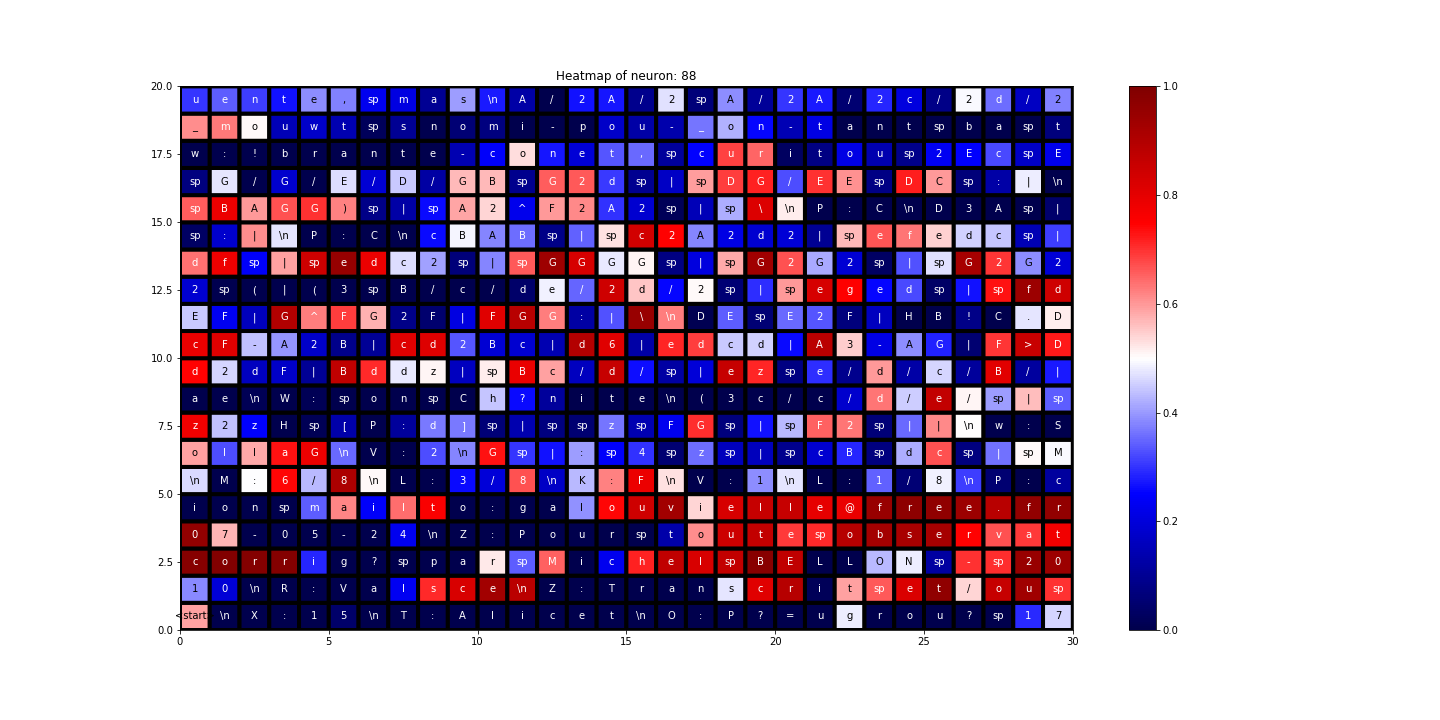 Heatmap of neuron: 88
u e n t e , sp m a s \n A / 2 A / 2 sp A / 2 A / 2 c / 2 d / 2
_ m o u w t sp s n o m i - p o u - _ o n - t a n t sp b a sp t
w : ! b r a n t e - c o n e t , sp c u r i t o u sp 2 E c sp E
sp G / G / E / D / G B sp G 2 d sp | sp D G / E E sp D C sp : | \n
sp B A G G ) sp | sp A 2 ^ F 2 A 2 sp | sp \ \n P : C \n D 3 A sp |
sp : | \n P : C \n c B A B sp | sp c 2 A 2 d 2 | sp e f e d c sp |
d f sp | sp e d c 2 sp | sp G G G G sp | sp G 2 G 2 sp | sp G 2 G 2
2 sp ( | ( 3 sp B / c / d e / 2 d / 2 sp | sp e g e d sp | sp f d
E F | G ^ F G 2 F | F G G : | \ \n D E sp E 2 F | H B ! C . D
c F - A 2 B | c d 2 B c | d 6 | e d c d | A 3 - A G | F > D
d 2 d F | B d d z | sp B c / d / sp | e z sp e / d / c / B / |
a e \n W : sp o n sp C h ? n i t e \n ( 3 c / c / d / e / sp | sp
z 2 z H sp [ P : d ] sp | sp sp z sp F G sp | sp F 2 sp | | \n w : S
o l l a G \n V : 2 \n G sp | : sp 4 sp z sp | sp c B sp d c sp | sp M
\n M : 6 / 8 \n L : 3 / 8 \n K : F \n V : 1 \n L : 1 / 8 \n P : c
i o n sp m a i l t o : g a l o u v i e l l e @ f r e e . f r
0 7 - 0 5 - 2 4 \n Z : P o u r sp t o u t e sp o b s e r v a t
c o r r i g ? sp p a r sp M i c h e l sp B E L L O N sp - sp 2 0
1 0 \n R : V a l s c e \n Z : T r a n s c r i t sp e t / o u sp
<start \n X : 1 5 \n T : A l i c e t \n O : P ? = u g r o u ? sp 1 7
20.0
17.5
15.0
12.5
10.0
7.5
5.0
2.5
0.0
0 5 10 15 20 25 30
1.0
0.8
0.6
0.4
0.2
0.0